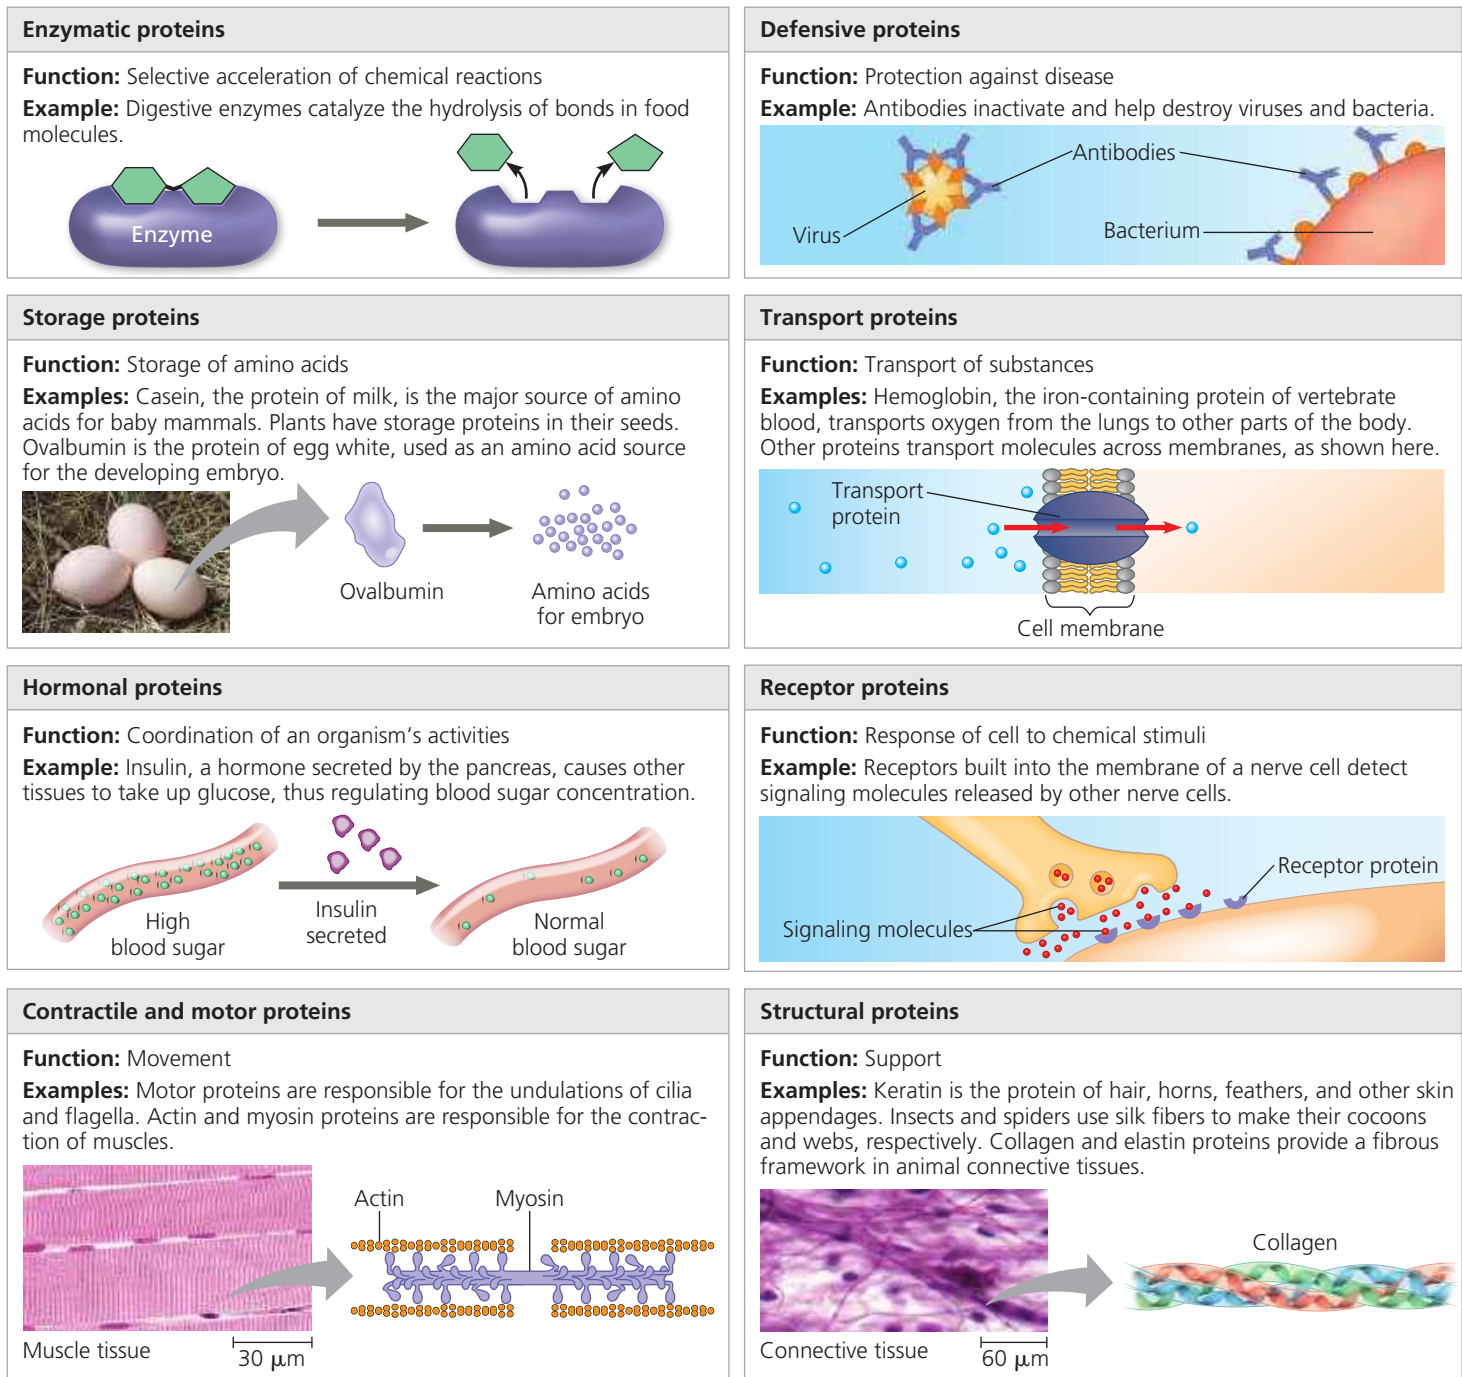 Enzymatic proteins
Function: Selective acceleration of chemical reactions
Example: Digestive enzymes catalyze the hydrolysis of bonds in food
molecules.
Enzyme
Defensive proteins
Function: Protection against disease
Example: Antibodies inactivate and help destroy viruses and bacteria.
Antibodies
Virus
Bacterium
Storage proteins
Function: Storage of amino acids
Examples: Casein, the protein of milk, is the major source of amino
acids for baby mammals. Plants have storage proteins in their seeds.
Ovalbumin is the protein of egg white, used as an amino acid source
for the developing embryo.
Ovalbumin
Amino acids
for embryo
Transport proteins
Function: Transport of substances
Examples: Hemoglobin, the iron-containing protein of vertebrate
blood, transports oxygen from the lungs to other parts of the body.
Other proteins transport molecules across membranes, as shown here.
Transport
protein
Cell membrane
Hormonal proteins
Function: Coordination of an organism‘s activities
Example: Insulin, a hormone secreted by the pancreas, causes other
tissues to take up glucose, thus regulating blood sugar concentration.
High
blood sugar
Insulin
secreted
Normal
blood sugar
Receptor proteins
Function: Response of cell to chemical stimuli
Example: Receptors built into the membrane of a nerve cell detect
signaling molecules released by other nerve cells.
Receptor protein
Signaling molecules
Contractile and motor proteins
Function: Movement
Examples: Motor proteins are responsible for the undulations of cilia
and flagella. Actin and myosin proteins are responsible for the contrac-
tion of muscles.
Actin
Myosin
Muscle tissue
30 μm
Structural proteins
Function: Support
Examples: Keratin is the protein of hair, horns, feathers, and other skin
appendages. Insects and spiders use silk fibers to make their cocoons
and webs, respectively. Collagen and elastin proteins provide a fibrous
framework in animal connective tissues.
Collagen
Connective tissue
60 μm